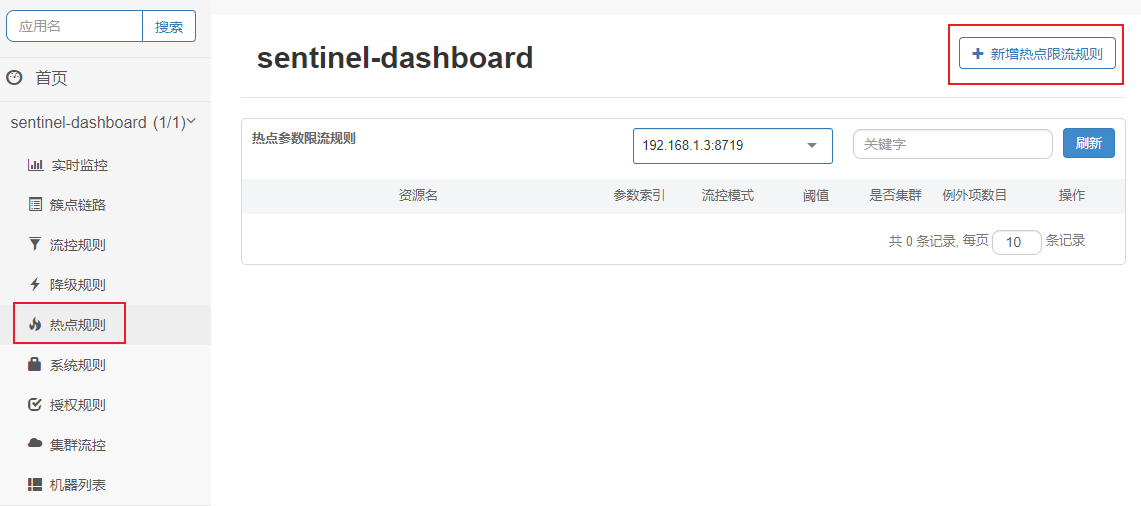 应用名 搜索
首页
sentinel-dashboard (1/1)
实时监控
簇点链路
流控规则
降级规则
热点规则
系统规则
授权规则
集群流控
机器列表
sentinel-dashboard
新增热点限流规则
热点参数限流规则 192.168.1.3:8719 关键字 刷新
资源名 参数索引 流控模式 阈值 是否集群 例外项数目 操作
共 0 条记录, 每页 10 条记录